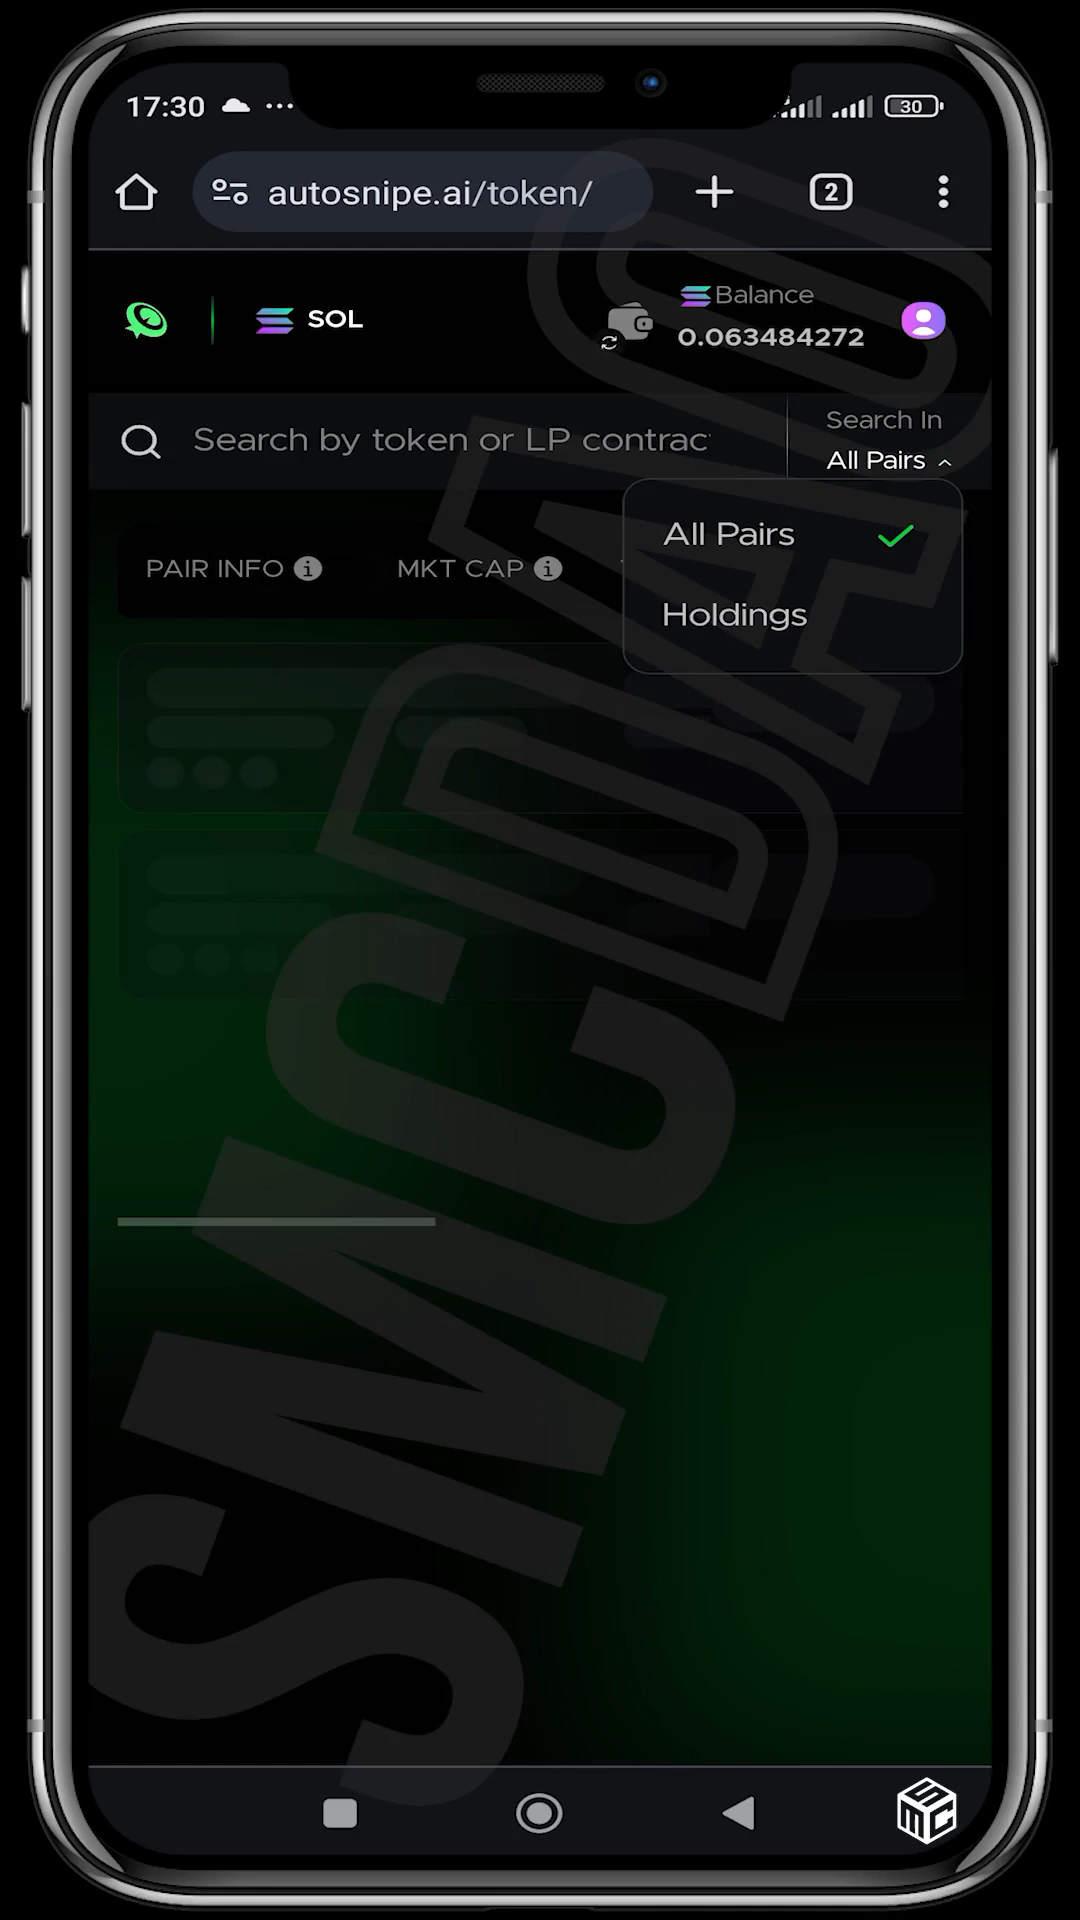 17:30
30
autosnipe.ai/token/
2
SOL
Balance
0.063484272
Search by token or LP contrac
Search In
All Pairs
All Pairs
Holdings
PAIR INFO
MKT CAP
SMCDAO
SMC